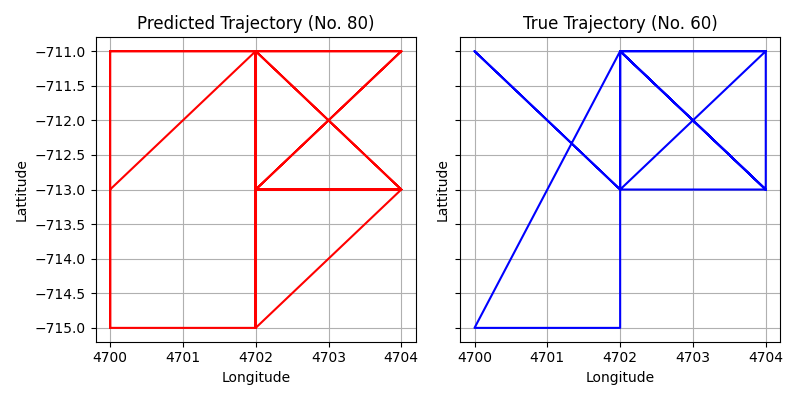 Predicted Trajectory (No. 80)
True Trajectory (No. 60)
−711.0
−711.5
−712.0
−712.5
−713.0
−713.5
−714.0
−714.5
−715.0
Lattitude
Lattitude
4700 4701 4702 4703 4704
4700 4701 4702 4703 4704
Longitude
Longitude